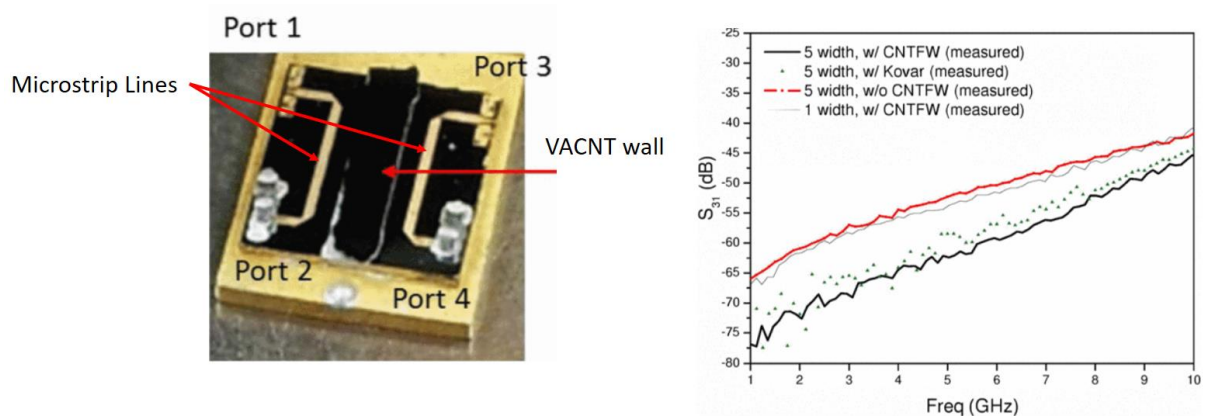 Port 1
Port 3
Microstrip Lines
VACNT wall
Port 2
Port 4
-25
-30
-35
-40
-45
-50
-55
-60
-65
-70
-75
-80
S31 (dB)
5 width, w/ CNTFW (measured)
5 width, w/ Kovar (measured)
5 width, w/o CNTFW (measured)
1 width, w/ CNTFW (measured)
1 2 3 4 5 6 7 8 9 10
Freq (GHz)